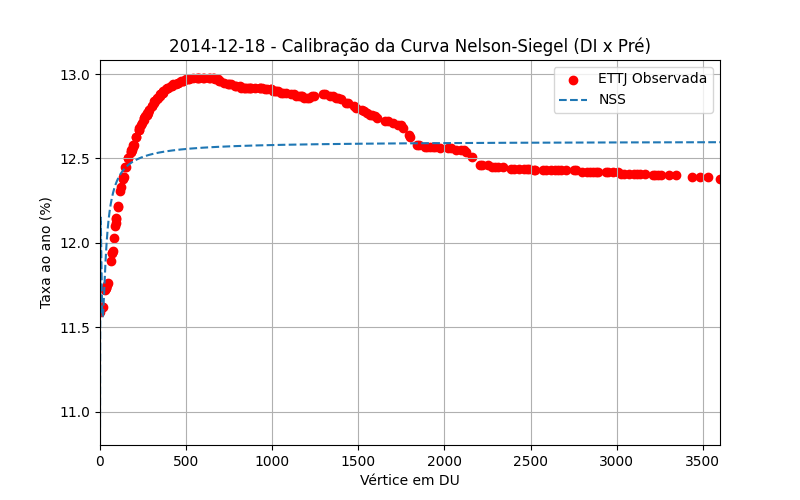 2014-12-18 - Calibração da Curva Nelson-Siegel (DI x Pré)
13.0
12.5
12.0
11.5
11.0
Taxa ao ano (%)
ETTJ Observada
NSS
0
500
1000
1500
2000
2500
3000
3500
Vértice em DU